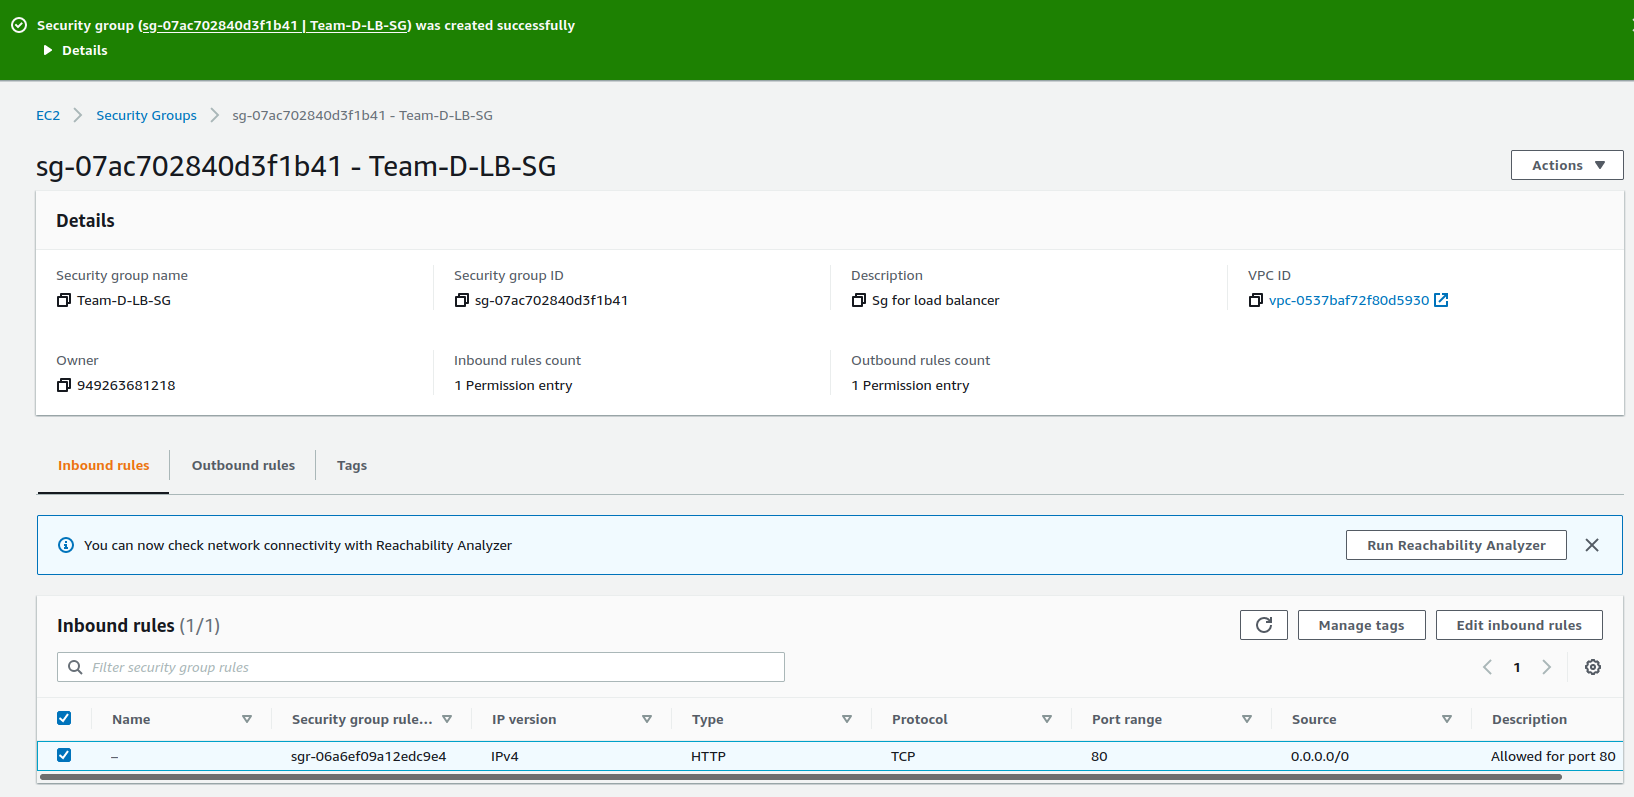 Security group (sg-07ac702840d3f1b41 | Team-D-LB-SG) was created successfully
Details
EC2 Security Groups sg-07ac702840d3f1b41 - Team-D-LB-SG
sg-07ac702840d3f1b41 - Team-D-LB-SG Actions
Details
Security group name Security group ID Description VPC ID
Team-D-LB-SG sg-07ac702840d3f1b41 Sg for load balancer vpc-0537baf72f80d5930
Owner Inbound rules count Outbound rules count
949263681218 1 Permission entry 1 Permission entry
Inbound rules Outbound rules Tags
You can now check network connectivity with Reachability Analyzer Run Reachability Analyzer
Inbound rules (1/1) Manage tags Edit inbound rules
Filter security group rules 1
Name Security group rule... IP version Type Protocol Port range Source Description
– sgr-06a6ef09a12edc9e4 IPv4 HTTP TCP 80 0.0.0.0/0 Allowed for port 80